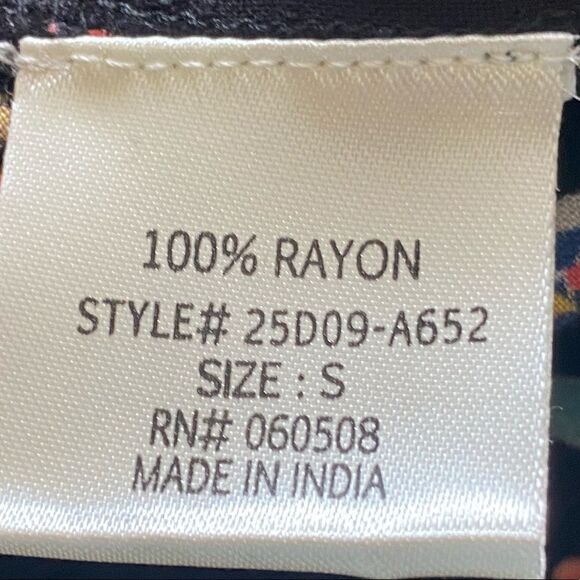 100% RAYON
STYLE# 25D09-A652
SIZE : S
RN# 060508
MADE IN INDIA